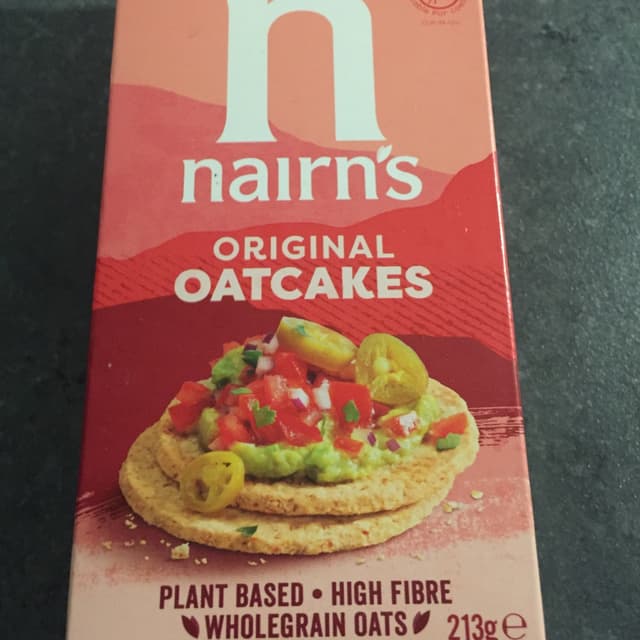 n
nairn's
ORIGINAL
OATCAKES
PLANT BASED • HIGH FIBRE
WHOLEGRAIN OATS
213g ℮